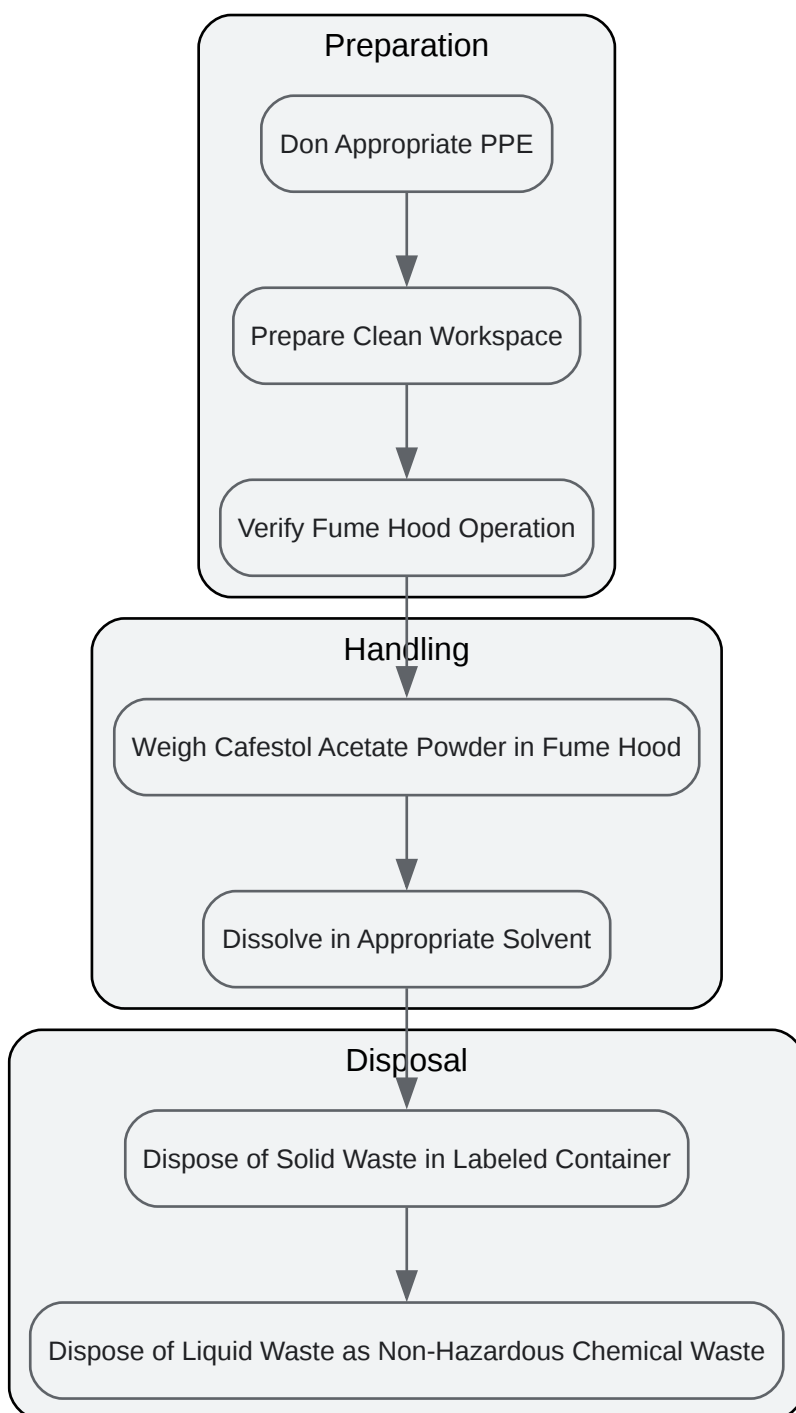 Preparation
Don Appropriate PPE
Prepare Clean Workspace
Verify Fume Hood Operation
Handling
Weigh Cafestol Acetate Powder in Fume Hood
Dissolve in Appropriate Solvent
Disposal
Dispose of Solid Waste in Labeled Container
Dispose of Liquid Waste as Non-Hazardous Chemical Waste